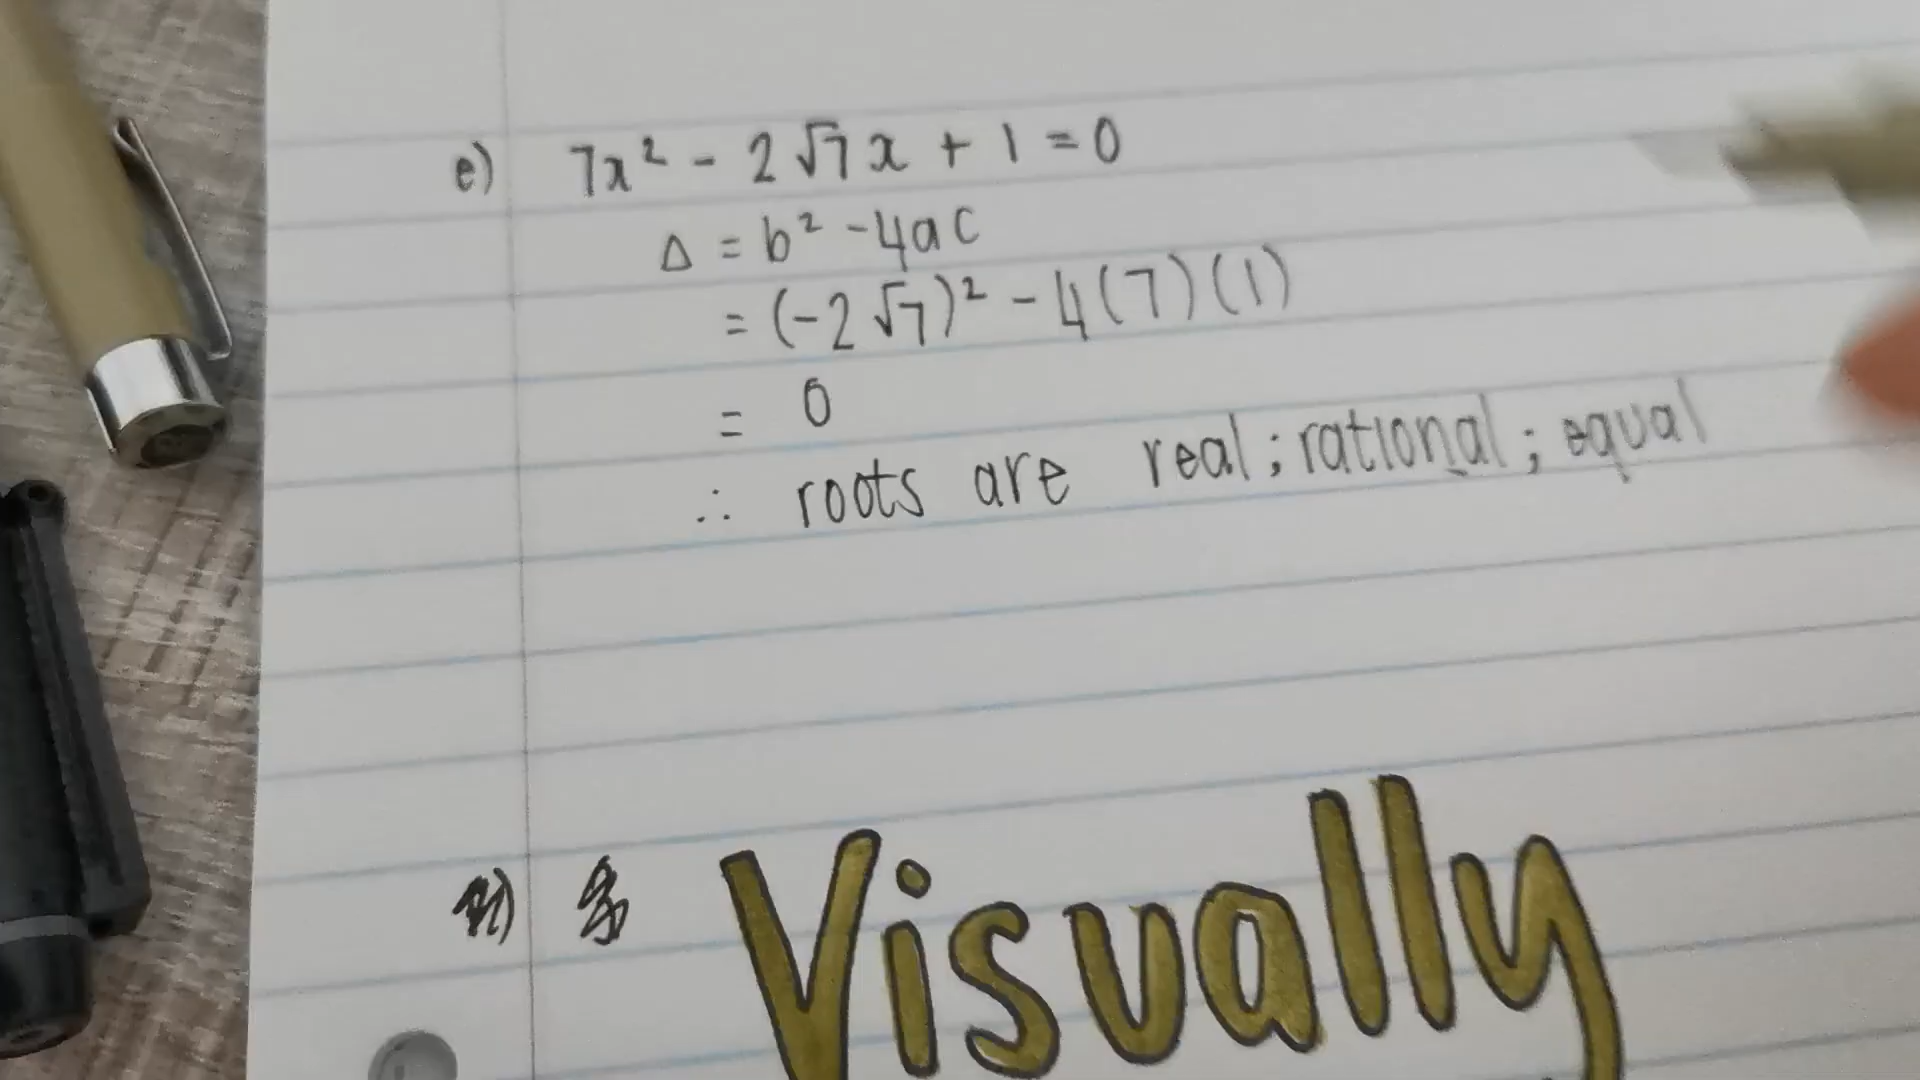 e) 7x² - 2√7x + 1 = 0
Δ = b² - 4ac
= (-2√7)² - 4(7)(1)
= 0
∴ roots are real; rational; equal
Visually